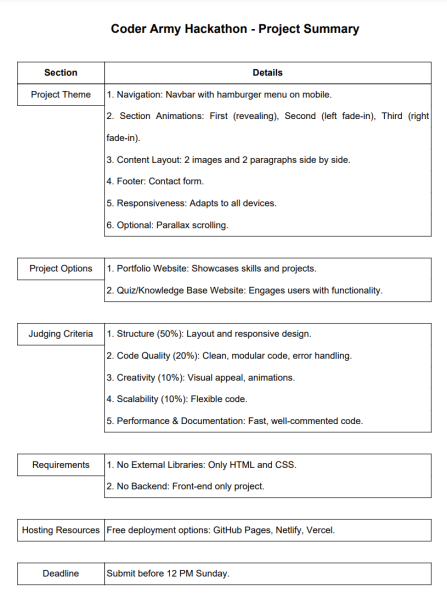 Coder Army Hackathon - Project Summary
Section Details
Project Theme 1. Navigation: Navbar with hamburger menu on mobile.
2. Section Animations: First (revealing), Second (left fade-in), Third (right
fade-in).
3. Content Layout: 2 images and 2 paragraphs side by side.
4. Footer: Contact form.
5. Responsiveness: Adapts to all devices.
6. Optional: Parallax scrolling.
Project Options 1. Portfolio Website: Showcases skills and projects.
2. Quiz/Knowledge Base Website: Engages users with functionality.
Judging Criteria 1. Structure (50%): Layout and responsive design.
2. Code Quality (20%): Clean, modular code, error handling.
3. Creativity (10%): Visual appeal, animations.
4. Scalability (10%): Flexible code.
5. Performance & Documentation: Fast, well-commented code.
Requirements 1. No External Libraries: Only HTML and CSS.
2. No Backend: Front-end only project.
Hosting Resources Free deployment options: GitHub Pages, Netlify, Vercel.
Deadline Submit before 12 PM Sunday.